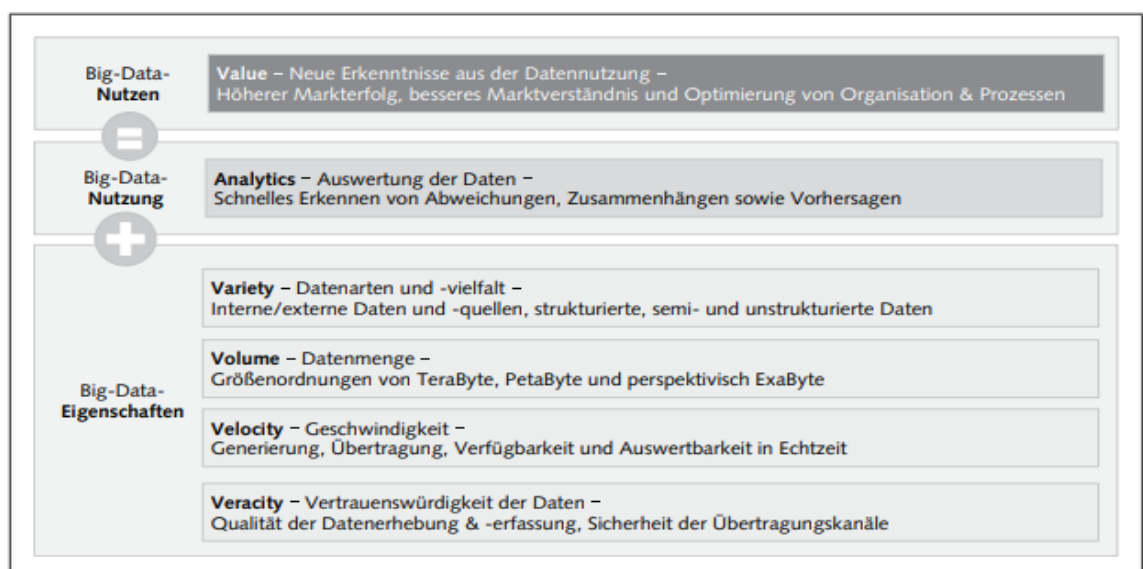 Big-Data-
Nutzen
Value – Neue Erkenntnisse aus der Datennutzung –
Höherer Markterfolg, besseres Marktverständnis und Optimierung von Organisation & Prozessen
=
Big-Data-
Nutzung
Analytics – Auswertung der Daten –
Schnelles Erkennen von Abweichungen, Zusammenhängen sowie Vorhersagen
+
Big-Data-
Eigenschaften
Variety – Datenarten und -vielfalt –
Interne/externe Daten und -quellen, strukturierte, semi- und unstrukturierte Daten
Volume – Datenmenge –
Größenordnungen von TeraByte, PetaByte und perspektivisch ExaByte
Velocity – Geschwindigkeit –
Generierung, Übertragung, Verfügbarkeit und Auswertbarkeit in Echtzeit
Veracity – Vertrauenswürdigkeit der Daten –
Qualität der Datenerhebung & -erfassung, Sicherheit der Übertragungskanäle